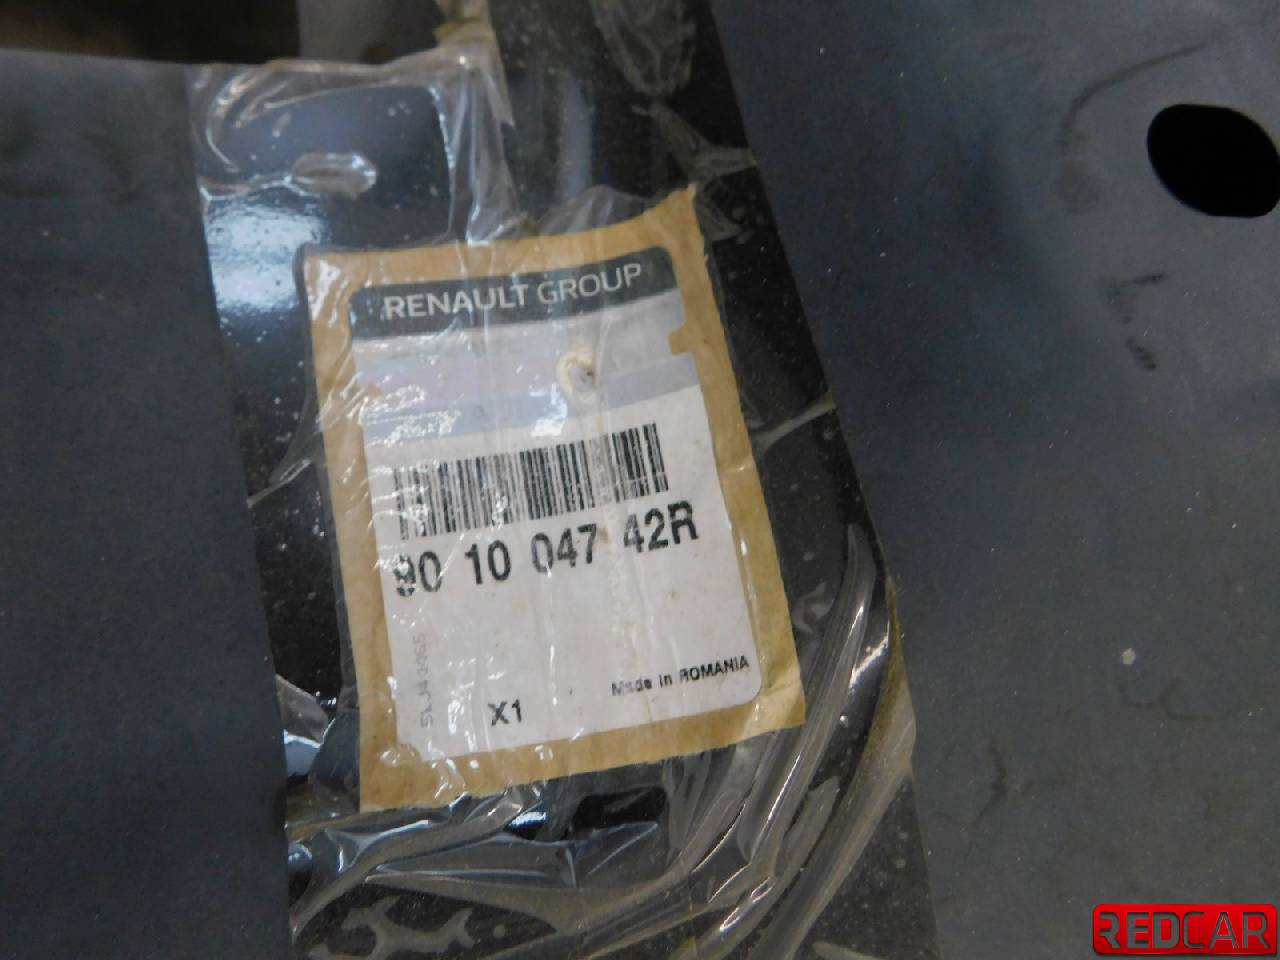 RENAULT GROUP
90 10 047 42R
X1
Made in ROMANIA
REDCAR